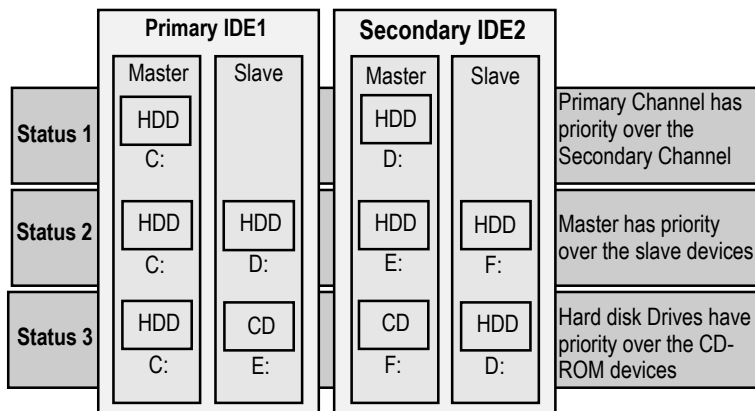 Primary IDE1 Secondary IDE2
Master Slave Master Slave
Status 1
HDD HDD
C: D:
Primary Channel has
priority over the
Secondary Channel
Status 2
HDD HDD HDD HDD
C: D: E: F:
Master has priority
over the slave devices
Status 3
HDD CD CD HDD
C: E: F: D:
Hard disk Drives have
priority over the CD-
ROM devices